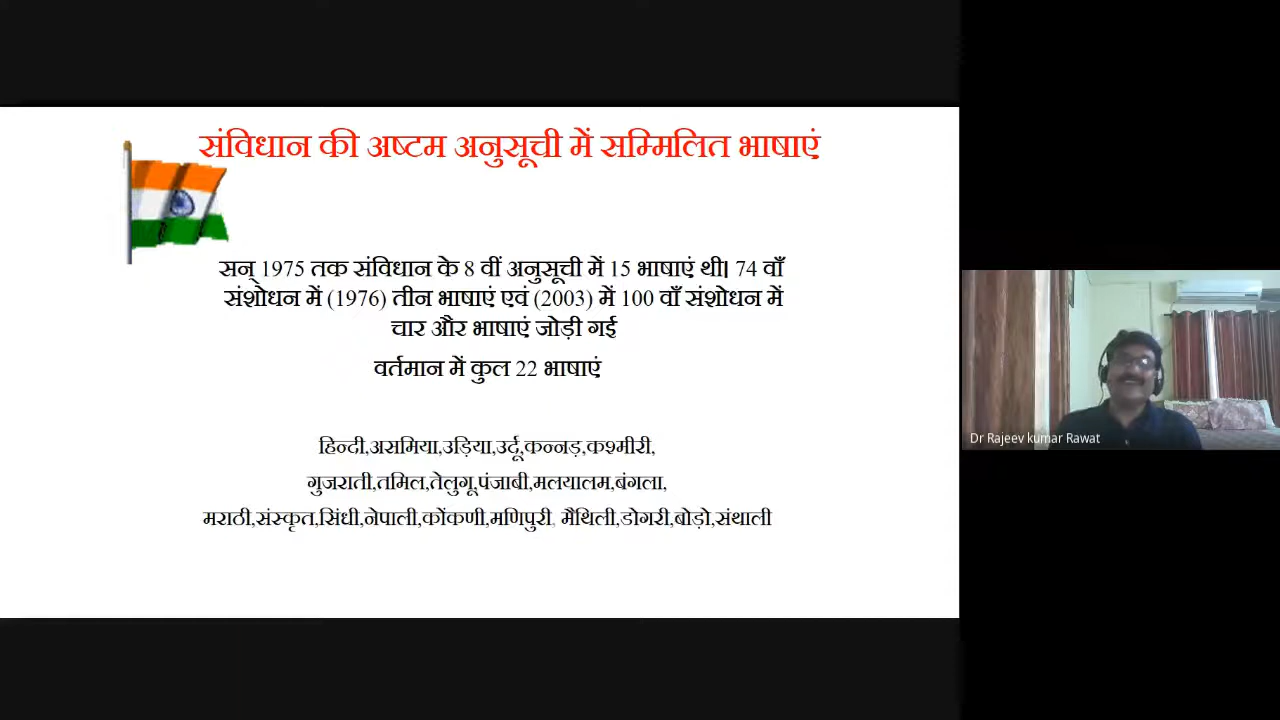 संविधान की अष्टम अनुसूची में सम्मिलित भाषाएं
सन् 1975 तक संविधान के 8 वीं अनुसूची में 15 भाषाएं थी। 74 वाँ
संशोधन में (1976) तीन भाषाएं एवं (2003) में 100 वाँ संशोधन में
चार और भाषाएं जोड़ी गई
वर्तमान में कुल 22 भाषाएं
हिन्दी,असमिया,उड़िया,उर्दू,कन्नड़,कश्मीरी,
गुजराती,तमिल,तेलुगू,पंजाबी,मलयालम,बंगला,
मराठी,संस्कृत,सिंधी,नेपाली,कोंकणी,मणिपुरी, मैथिली,डोगरी,बोड़ो,संथाली
Dr Rajeev kumar Rawat